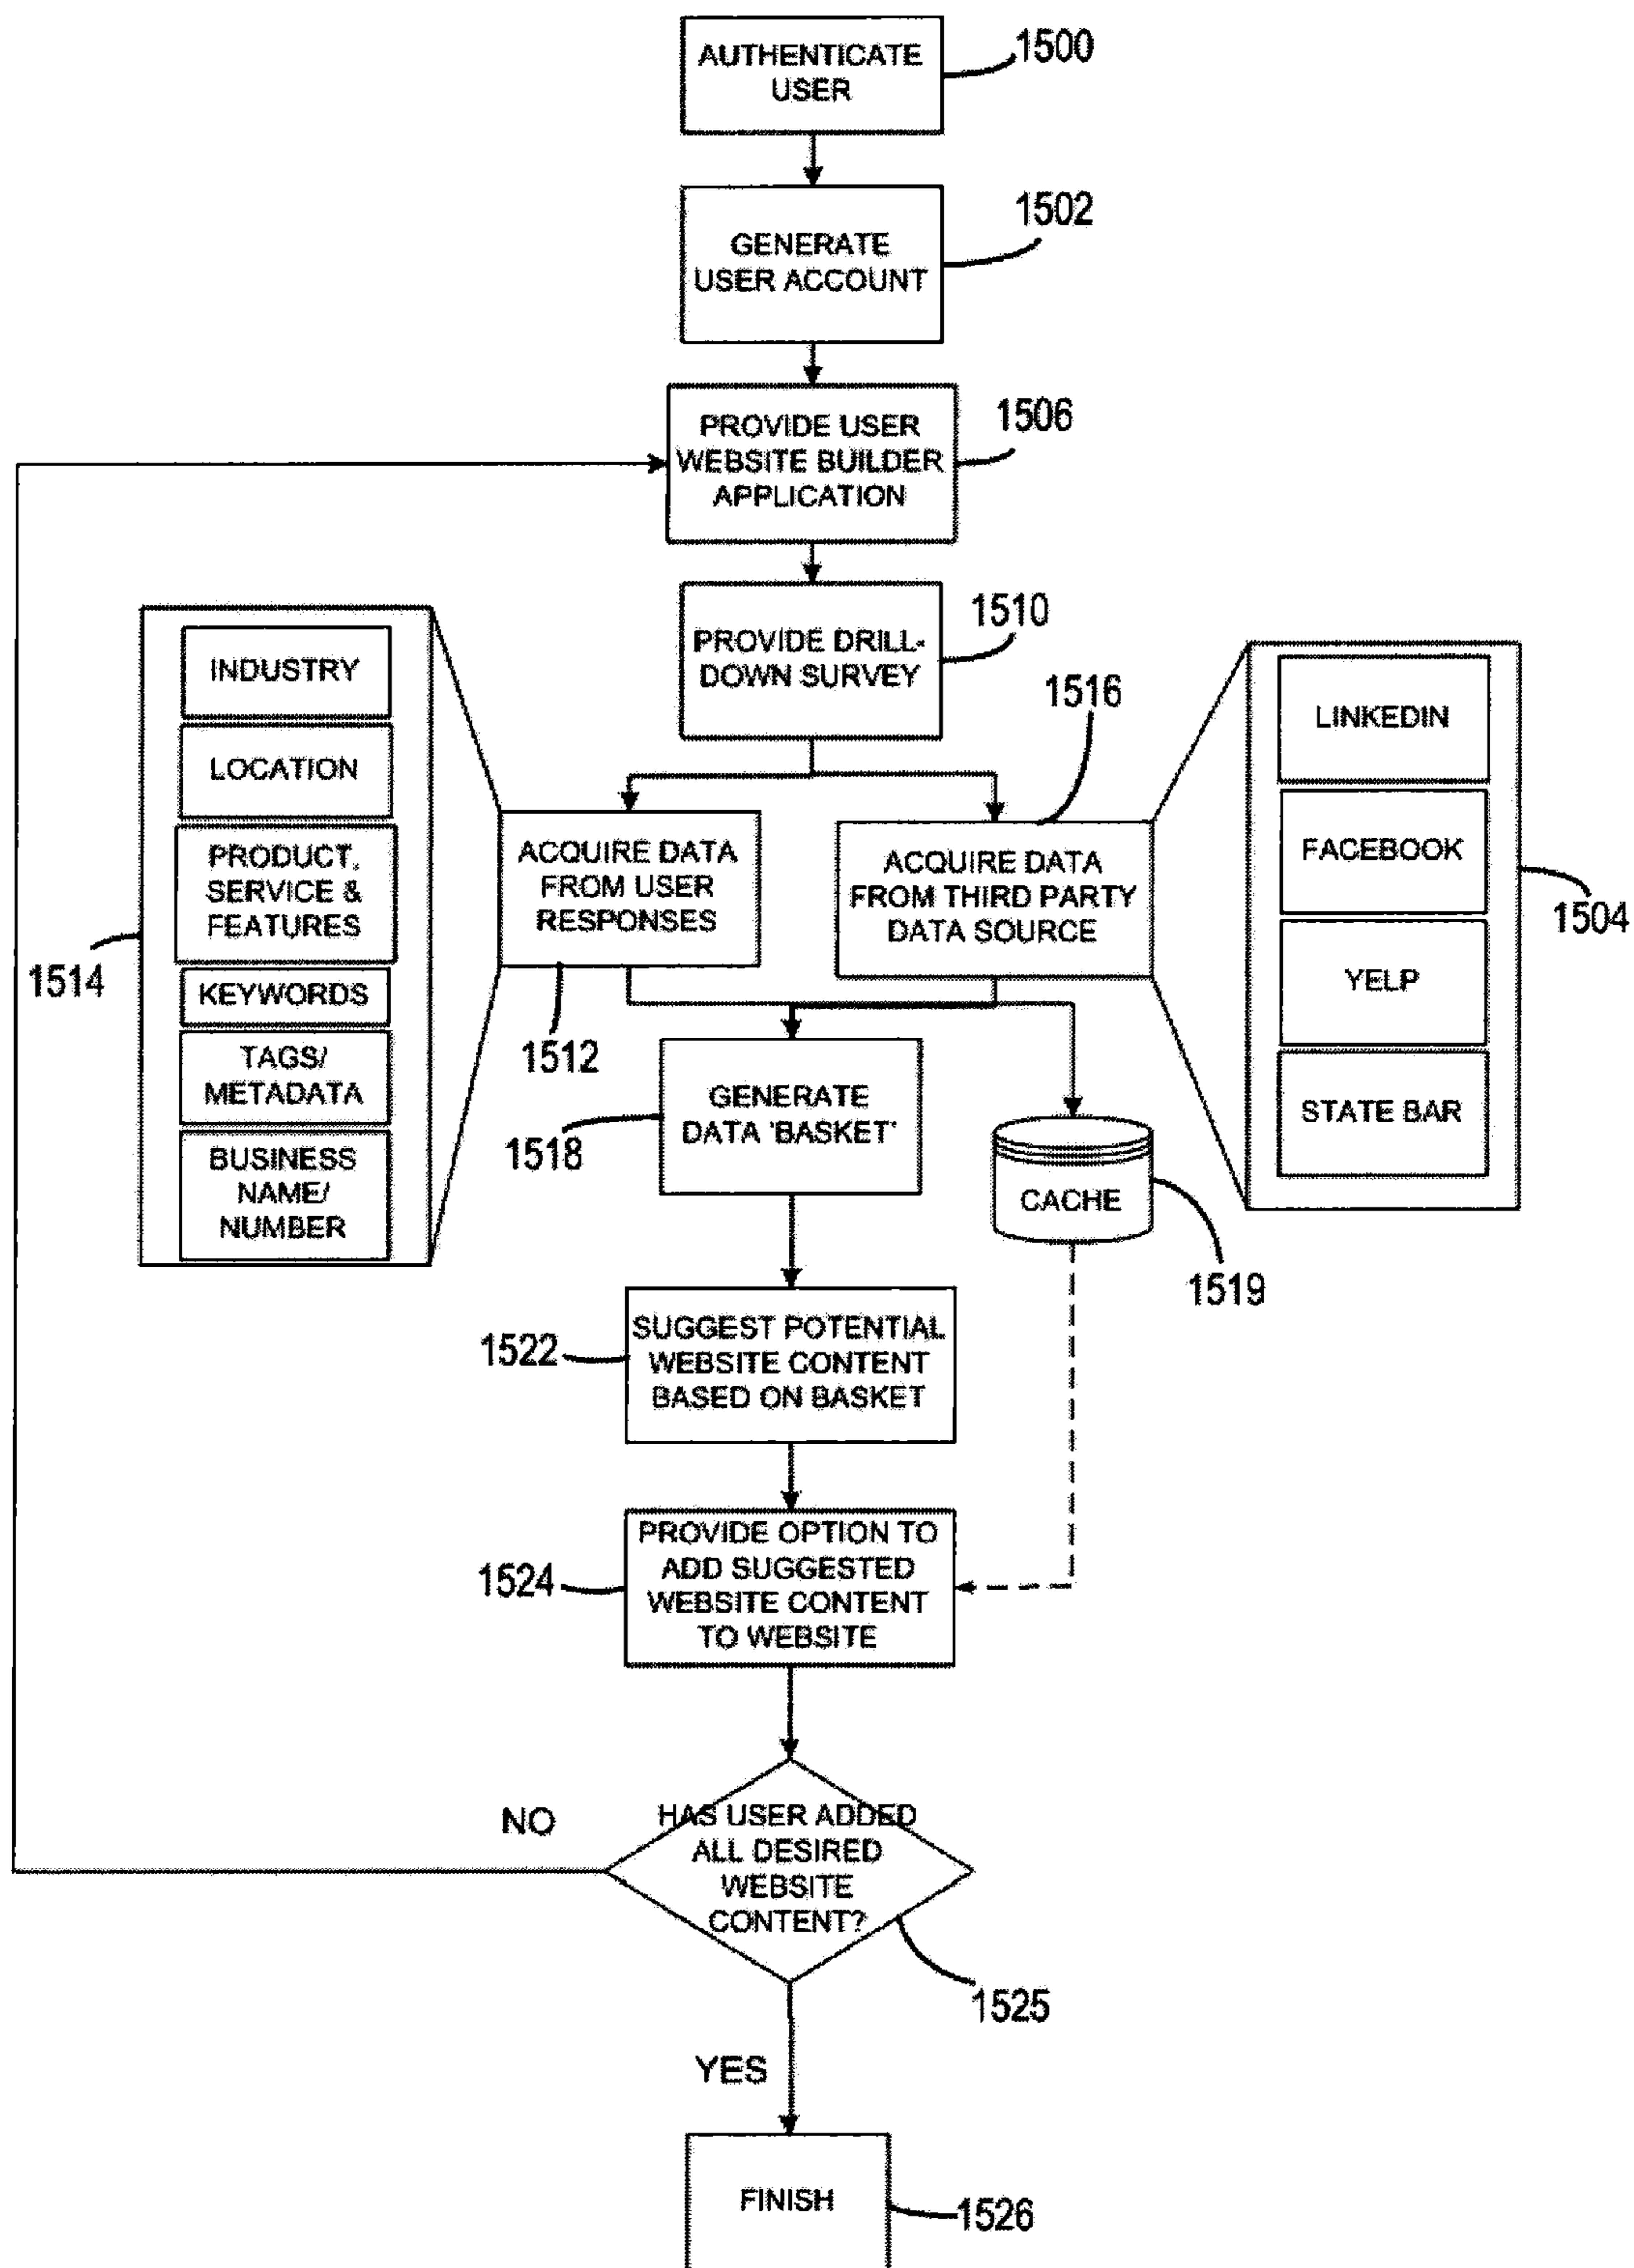 AUTHENTICATE
USER
1500
GENERATE
USER ACCOUNT
1502
PROVIDE USER
WEBSITE BUILDER
APPLICATION
1506
PROVIDE DRILL-
DOWN SURVEY
1510
INDUSTRY
LOCATION
PRODUCT,
SERVICE &
FEATURES
KEYWORDS
TAGS/
METADATA
BUSINESS
NAME/
NUMBER
1514
ACQUIRE DATA
FROM USER
RESPONSES
1512
1516
ACQUIRE DATA
FROM THIRD PARTY
DATA SOURCE
LINKEDIN
FACEBOOK
YELP
STATE BAR
1504
GENERATE
DATA 'BASKET'
1518
CACHE
1519
SUGGEST POTENTIAL
WEBSITE CONTENT
BASED ON BASKET
1522
PROVIDE OPTION TO
ADD SUGGESTED
WEBSITE CONTENT
TO WEBSITE
1524
NO
HAS USER ADDED
ALL DESIRED
WEBSITE
CONTENT?
1525
YES
FINISH
1526